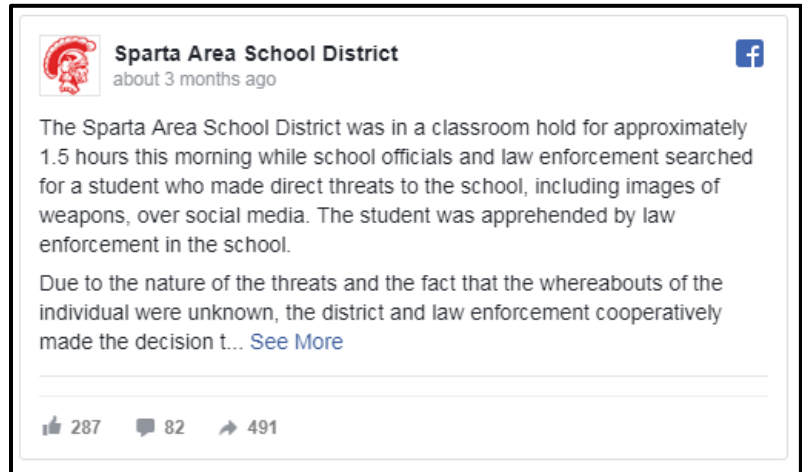 Sparta Area School District
about 3 months ago
The Sparta Area School District was in a classroom hold for approximately
1.5 hours this morning while school officials and law enforcement searched
for a student who made direct threats to the school, including images of
weapons, over social media. The student was apprehended by law
enforcement in the school.
Due to the nature of the threats and the fact that the whereabouts of the
individual were unknown, the district and law enforcement cooperatively
made the decision t... See More
287 82 491